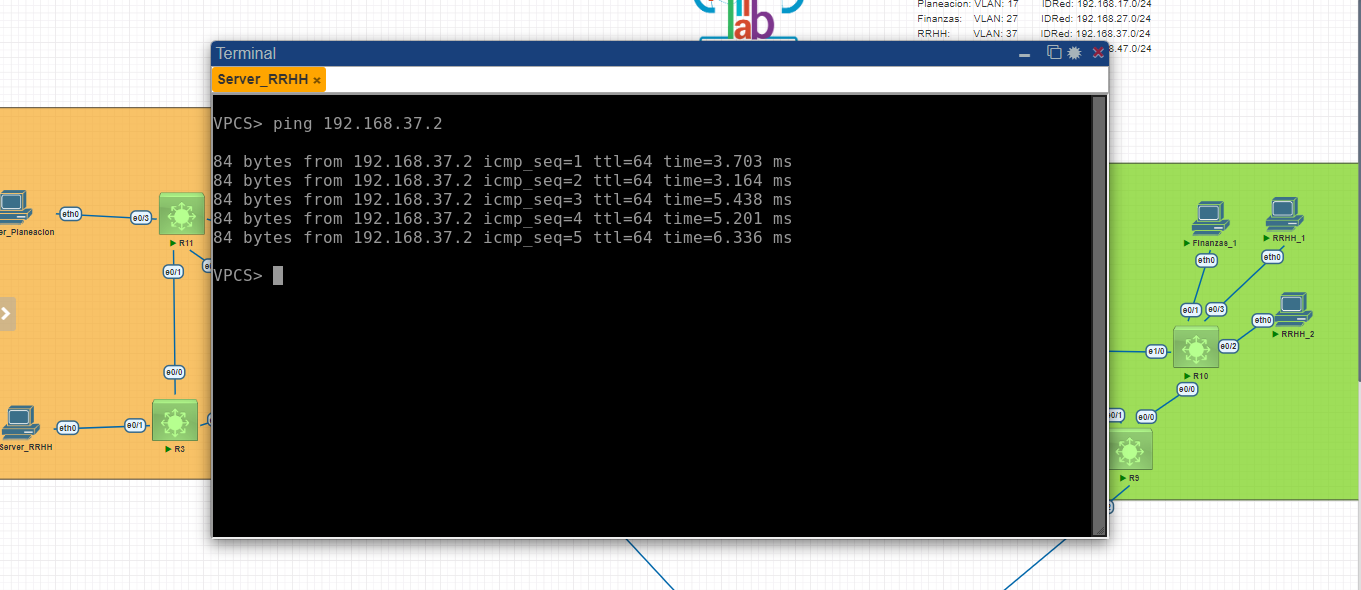 Planeacion: VLAN: 17 IDRed: 192.168.17.0/24
Finanzas: VLAN: 27 IDRed: 192.168.27.0/24
RRHH: VLAN: 37 IDRed: 192.168.37.0/24
8.47.0/24
ab
Terminal
Server_RRHH ×
VPCS> ping 192.168.37.2
84 bytes from 192.168.37.2 icmp_seq=1 ttl=64 time=3.703 ms
84 bytes from 192.168.37.2 icmp_seq=2 ttl=64 time=3.164 ms
84 bytes from 192.168.37.2 icmp_seq=3 ttl=64 time=5.438 ms
84 bytes from 192.168.37.2 icmp_seq=4 ttl=64 time=5.201 ms
84 bytes from 192.168.37.2 icmp_seq=5 ttl=64 time=6.336 ms
VPCS>
eth0
e0/3
er_Planeacion
R11
e0/1
e0/0
eth0
e0/1
Server_RRHH
R3
Finanzas_1
RRHH_1
eth0
eth0
e0/1
e0/3
eth0
RRHH_2
e1/0
e0/2
R10
e0/0
e0/1
e0/0
R9